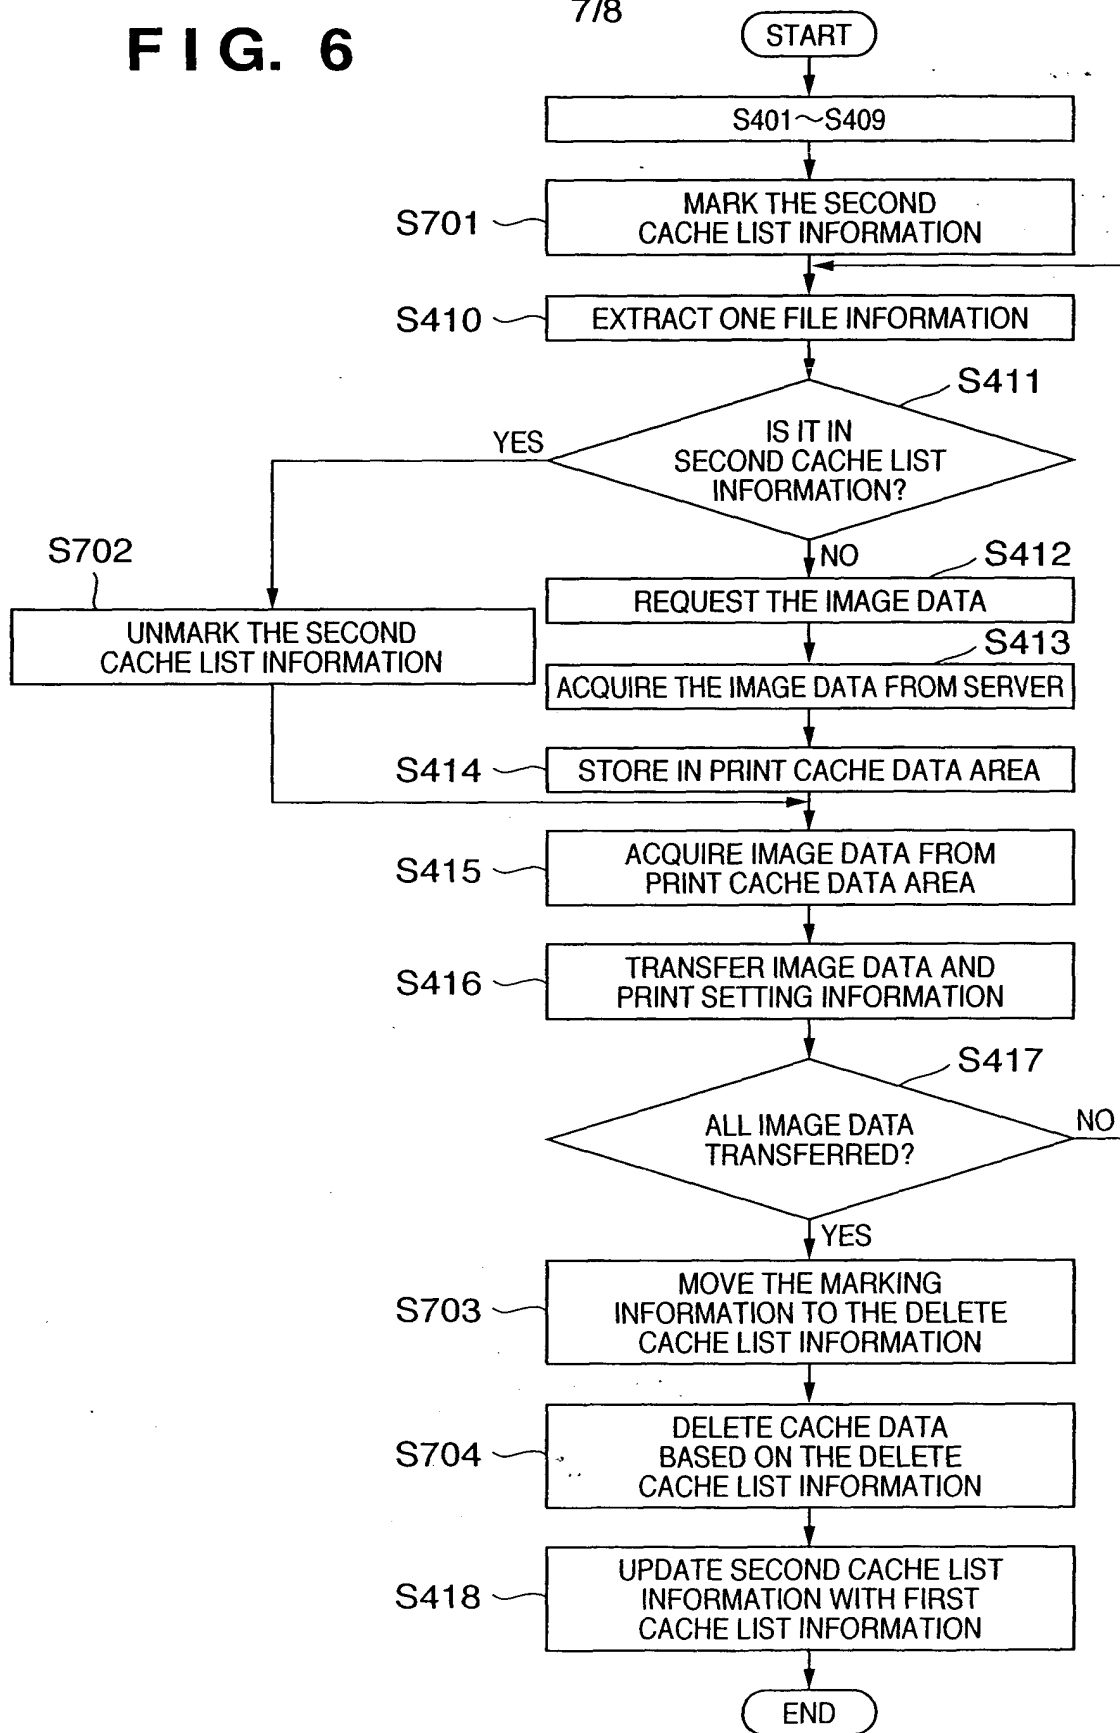 FIG. 6
7/8
START
S401～S409
S701
MARK THE SECOND
CACHE LIST INFORMATION
S410
EXTRACT ONE FILE INFORMATION
S411
IS IT IN
SECOND CACHE LIST
INFORMATION?
YES
NO
S702
UNMARK THE SECOND
CACHE LIST INFORMATION
S412
REQUEST THE IMAGE DATA
S413
ACQUIRE THE IMAGE DATA FROM SERVER
S414
STORE IN PRINT CACHE DATA AREA
S415
ACQUIRE IMAGE DATA FROM
PRINT CACHE DATA AREA
S416
TRANSFER IMAGE DATA AND
PRINT SETTING INFORMATION
S417
ALL IMAGE DATA
TRANSFERRED?
NO
YES
S703
MOVE THE MARKING
INFORMATION TO THE DELETE
CACHE LIST INFORMATION
S704
DELETE CACHE DATA
BASED ON THE DELETE
CACHE LIST INFORMATION
S418
UPDATE SECOND CACHE LIST
INFORMATION WITH FIRST
CACHE LIST INFORMATION
END